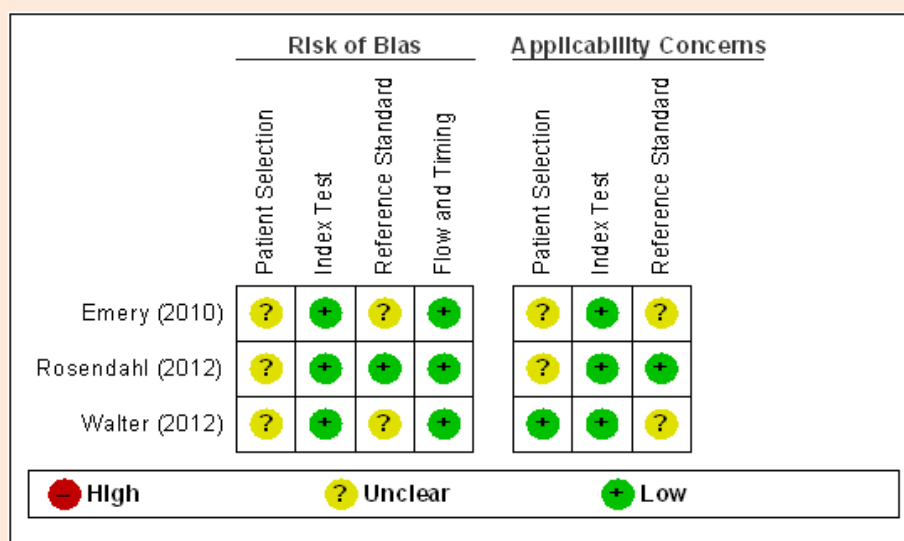 Risk of Bias Applicability Concerns
Patient Selection
Index Test
Reference Standard
Flow and Timing
Patient Selection
Index Test
Reference Standard
Emery (2010) ? + ? + ? + ?
Rosendahl (2012) ? + + + ? + +
Walter (2012) ? + ? + + + ?
– High ? Unclear + Low